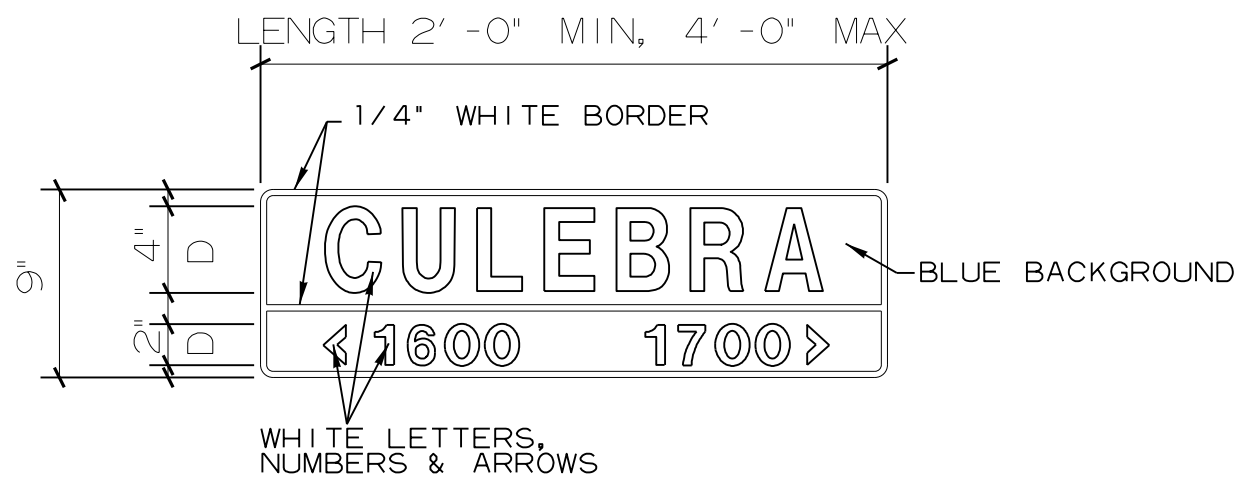 LENGTH 2'-0" MIN, 4'-0" MAX
1/4" WHITE BORDER
9"
4" D
2" D
CULEBRA
<1600 1700>
BLUE BACKGROUND
WHITE LETTERS,
NUMBERS & ARROWS